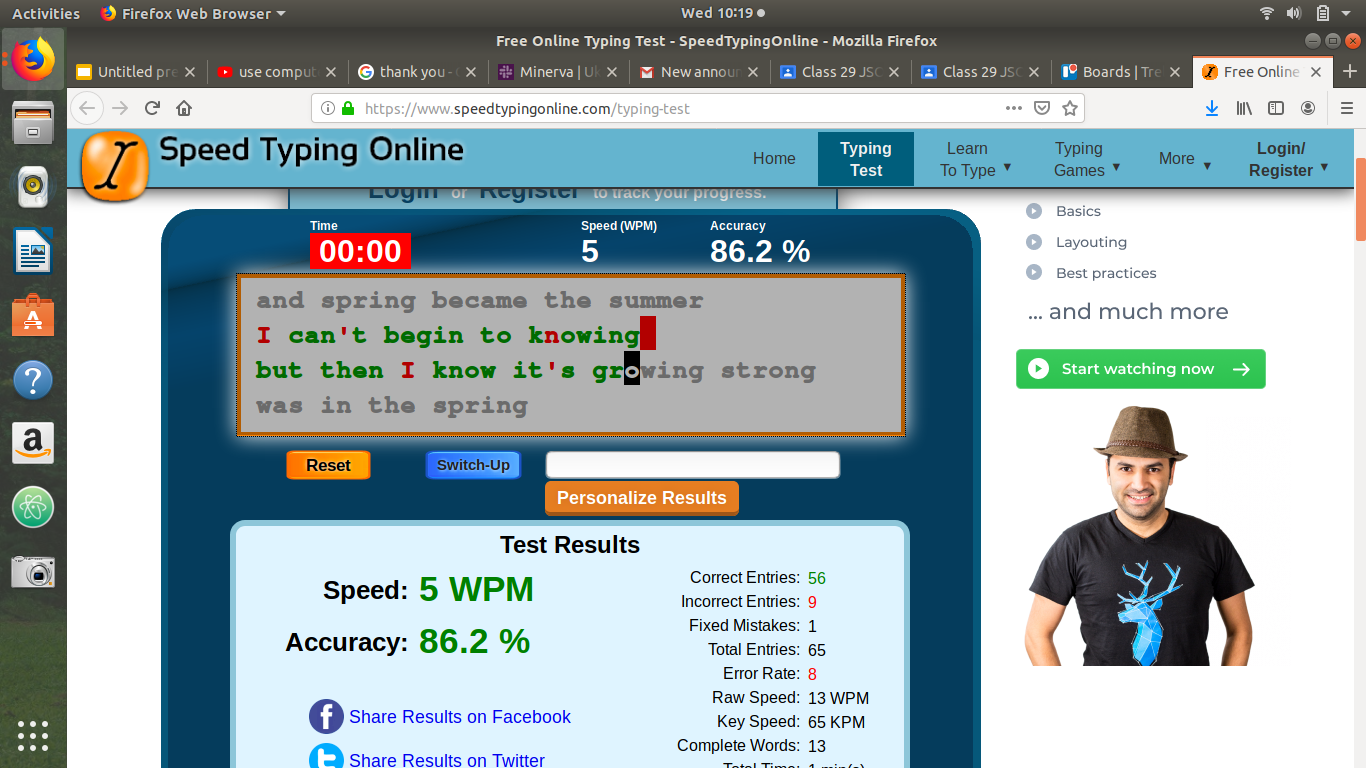 Activities Firefox Web Browser Wed 10:19
Free Online Typing Test - SpeedTypingOnline - Mozilla Firefox
Untitled pre use comput thank you - Minerva | Uk New annour Class 29 JSC Class 29 JSC Boards | Tre Free Online
https://www.speedtypingonline.com/typing-test
Speed Typing Online
Home
Typing Test
Learn To Type
Typing Games
More
Login/ Register
Login or Register to track your progress.
Time Speed (WPM) Accuracy
00:00 5 86.2 %
and spring became the summer
I can't begin to knowing
but then I know it's growing strong
was in the spring
Reset Switch-Up
Personalize Results
Test Results
Speed: 5 WPM
Accuracy: 86.2 %
Share Results on Facebook
Share Results on Twitter
Correct Entries: 56
Incorrect Entries: 9
Fixed Mistakes: 1
Total Entries: 65
Error Rate: 8
Raw Speed: 13 WPM
Key Speed: 65 KPM
Complete Words: 13
Total Time: 1 min(s)
Basics
Layouting
Best practices
... and much more
Start watching now